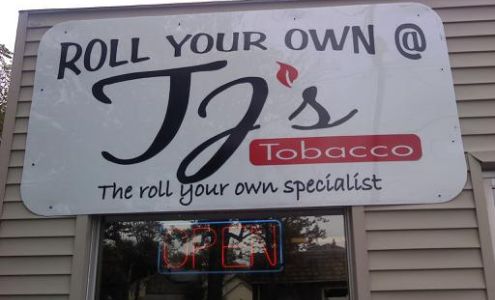 ROLL YOUR OWN @
TJ's
Tobacco
The roll your own specialist
OPEN